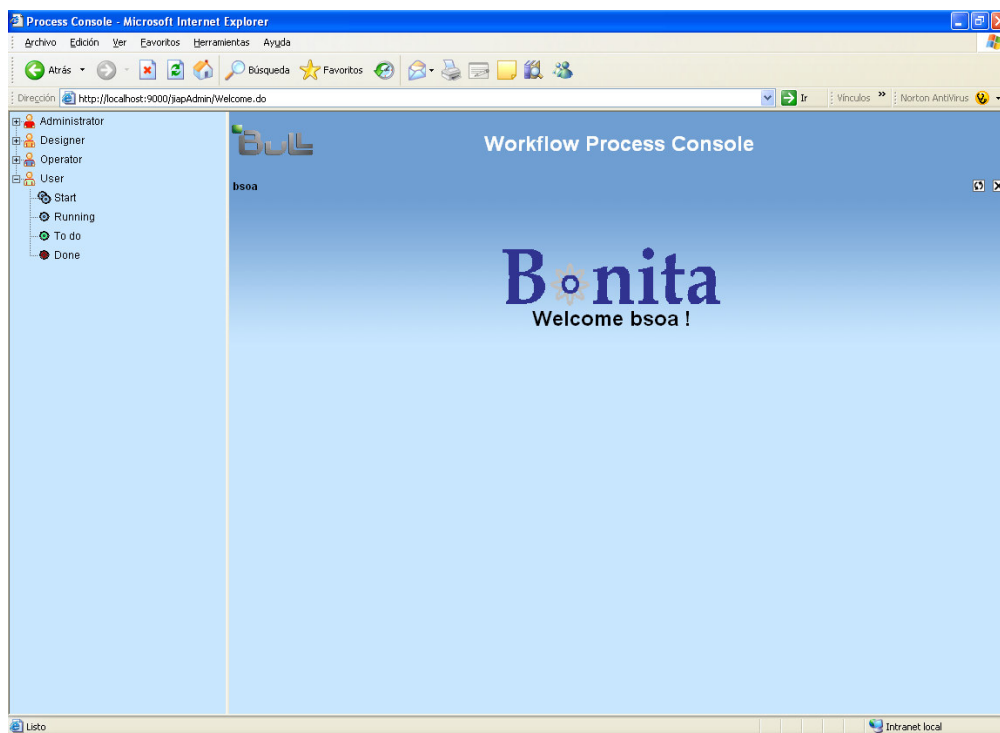 Process Console - Microsoft Internet Explorer
Archivo Edición Ver Favoritos Herramientas Ayuda
Atrás Búsqueda Favoritos
Dirección http://localhost:9000/jiapAdmin/Welcome.do Ir Vínculos » Norton AntiVirus
Administrator
Designer
Operator
User
Start
Running
To do
Done
Bull
Workflow Process Console
bsoa
Bonita
Welcome bsoa !
Listo Intranet local